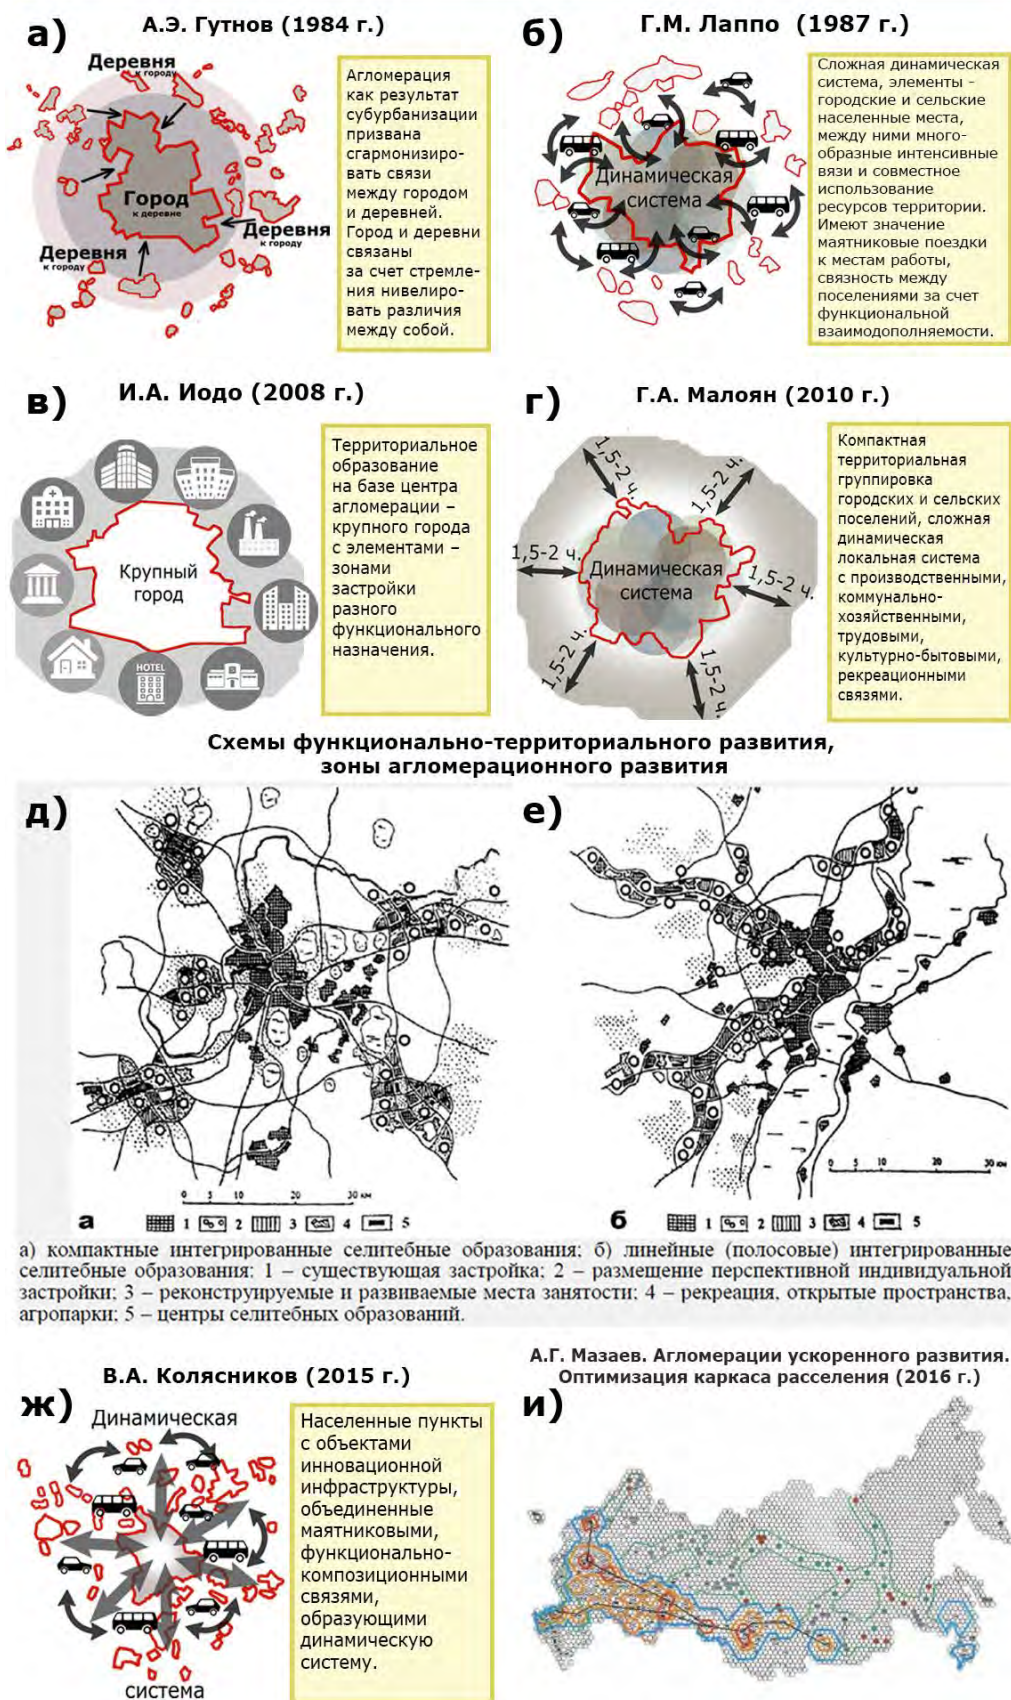 а)
А.Э. Гутнов (1984 г.)
Деревня
к городу
Город
к деревне
Деревня
к городу
Деревня
к городу
Агломерация
как результат
субурбанизации
призвана
сгармонизиро-
вать связи
между городом
и деревней.
Город и деревни
связаны
за счет стремле-
ния нивелиро-
вать различия
между собой.
б)
Г.М. Лаппо (1987 г.)
Динамическая
система
Сложная динамическая
система, элементы -
городские и сельские
населенные места,
между ними много-
образные интенсивные
связи и совместное
использование
ресурсов территории.
Имеют значение
маятниковые поездки
к местам работы,
связность между
поселениями за счет
функциональной
взаимодополняемости.
в)
И.А. Иодо (2008 г.)
Крупный
город
HOTEL
Территориальное
образование
на базе центра
агломерации –
крупного города
с элементами –
зонами
застройки
разного
функционального
назначения.
г)
Г.А. Малоян (2010 г.)
1,5-2 ч.
1,5-2 ч.
1,5-2 ч.
Динамическая
система
1,5-2 ч.
1,5-2 ч.
1,5-2 ч.
Компактная
территориальная
группировка
городских и сельских
поселений, сложная
динамическая
локальная система
с производственными,
коммунально-
хозяйственными,
трудовыми,
культурно-бытовыми,
рекреационными
связями.
Схемы функционально-территориального развития,
зоны агломерационного развития
д)
0 5 10 20 30 км
а 1 2 3 4 5
е)
0 5 10 20 30 км
б 1 2 3 4 5
а) компактные интегрированные селитебные образования; б) линейные (полосовые) интегрированные
селитебные образования: 1 – существующая застройка; 2 – размещение перспективной индивидуальной
застройки; 3 – реконструируемые и развиваемые места занятости; 4 – рекреация, открытые пространства,
агропарки; 5 – центры селитебных образований.
ж)
В.А. Колясников (2015 г.)
Динамическая
система
Населенные пункты
с объектами
инновационной
инфраструктуры,
объединенные
маятниковыми,
функционально-
композиционными
связями,
образующими
динамическую
систему.
А.Г. Мазаев. Агломерации ускоренного развития.
Оптимизация каркаса расселения (2016 г.)
и)